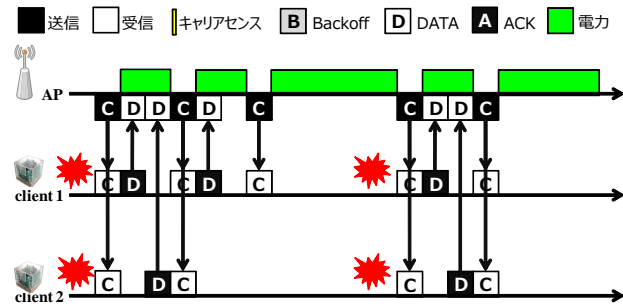 送信 受信 キャリアセンス B Backoff D DATA A ACK 電力
AP
C D D C D C C D D C
client 1
C D C D C C D C
client 2
C D C C D C